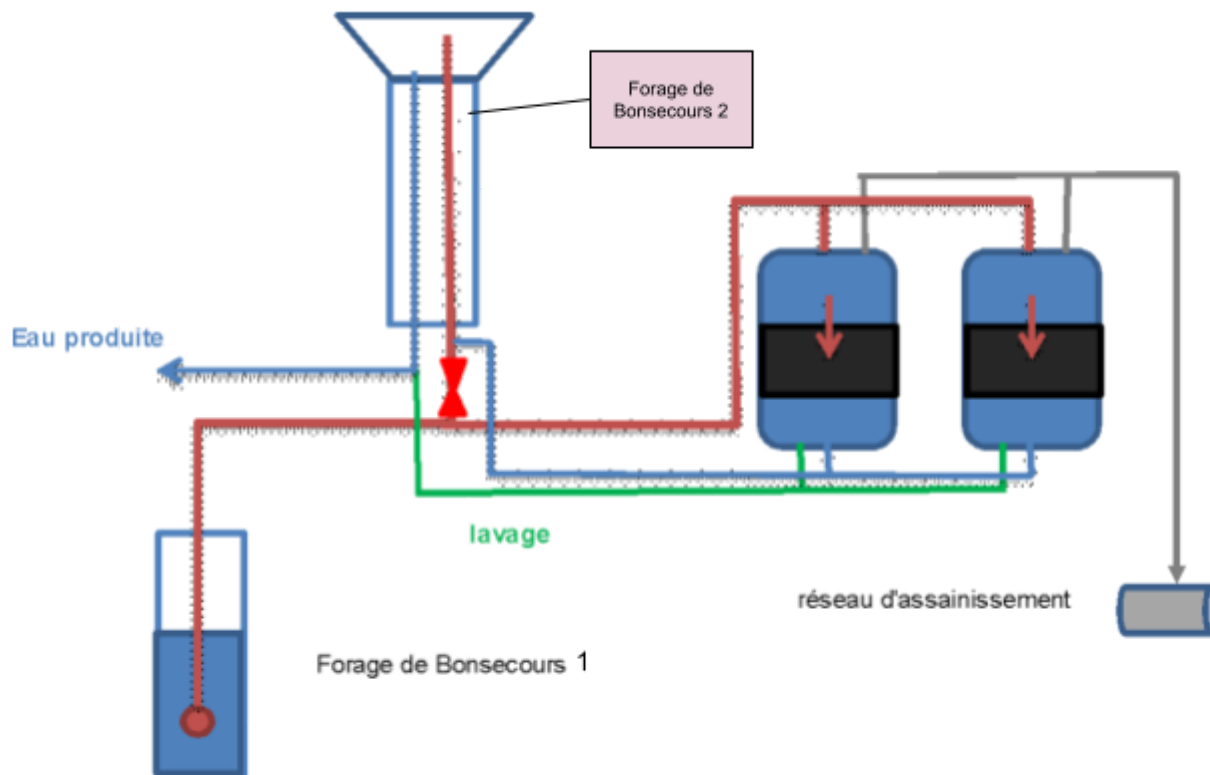 Forage de
Bonsecours 2
Eau produite
lavage
réseau d'assainissement
Forage de Bonsecours 1